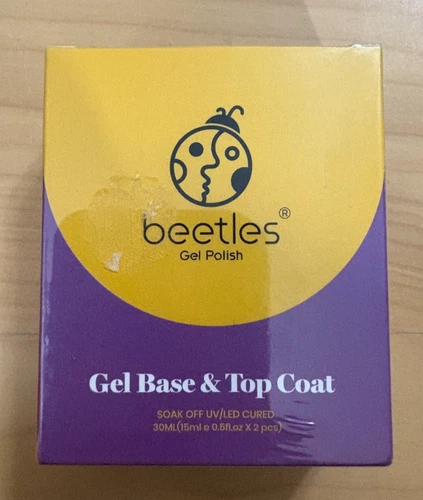 beetles®
Gel Polish
Gel Base & Top Coat
SOAK OFF UV/LED CURED
30ML(15ml e 0.5fl.oz X 2 pcs)